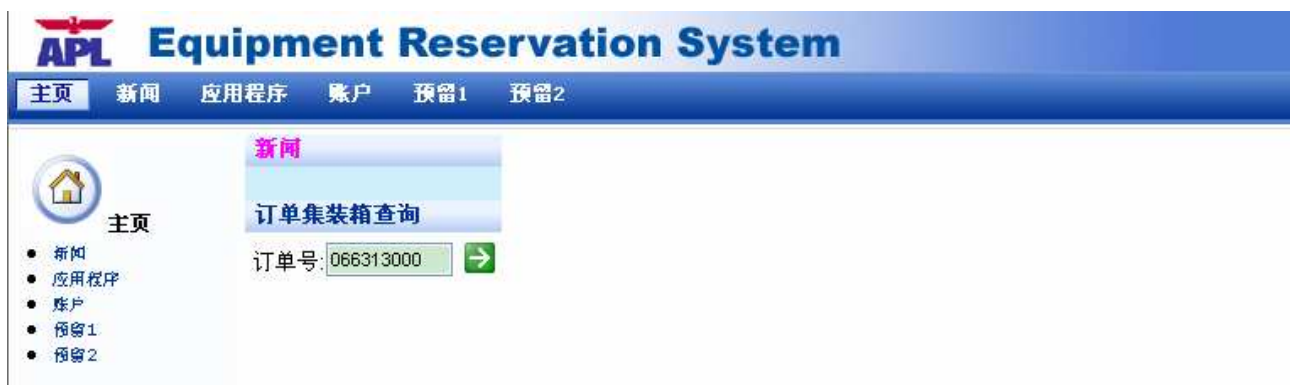 APL Equipment Reservation System
主页 新闻 应用程序 账户 预留1 预留2
新闻
主页
订单集装箱查询
订单号:066313000
新闻
应用程序
账户
预留1
预留2